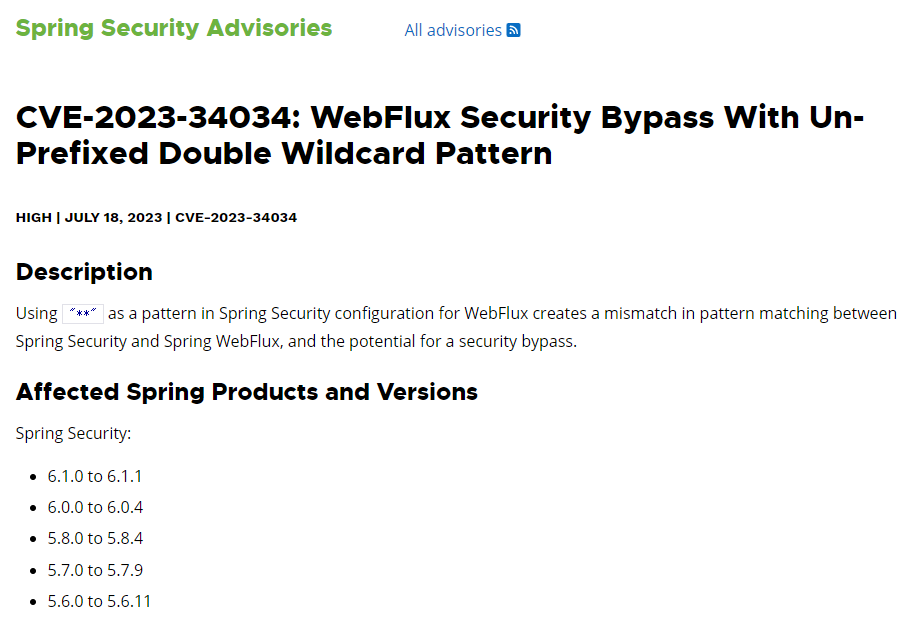 Spring Security Advisories
All advisories
CVE-2023-34034: WebFlux Security Bypass With Un-
Prefixed Double Wildcard Pattern
HIGH | JULY 18, 2023 | CVE-2023-34034
Description
Using "**" as a pattern in Spring Security configuration for WebFlux creates a mismatch in pattern matching between
Spring Security and Spring WebFlux, and the potential for a security bypass.
Affected Spring Products and Versions
Spring Security:
• 6.1.0 to 6.1.1
• 6.0.0 to 6.0.4
• 5.8.0 to 5.8.4
• 5.7.0 to 5.7.9
• 5.6.0 to 5.6.11